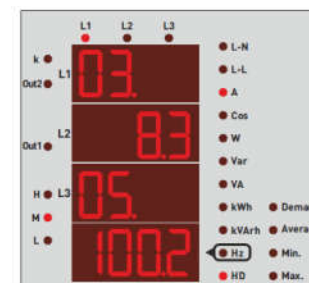 L1 L2 L3
k
Out2
L1
03.
Out1
L2
8.3
H
L3
05.
M
L
100.2
L-N
L-L
A
Cos
W
Var
VA
kWh
Dema
kVArh
Avera
Hz
Min.
HD
Max.